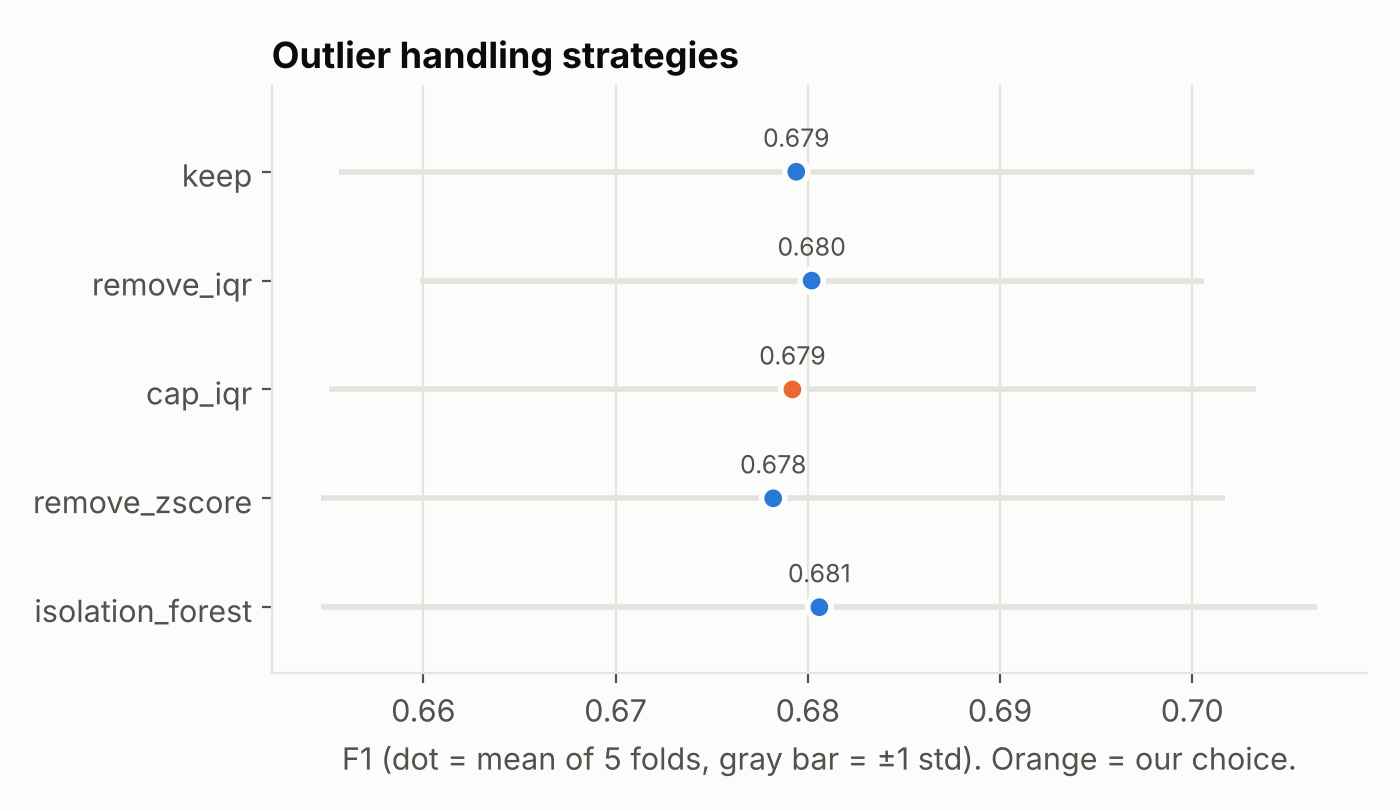 Outlier handling strategies
0.679
keep
0.680
remove_iqr
0.679
cap_iqr
0.678
remove_zscore
0.681
isolation_forest
0.66 0.67 0.68 0.69 0.70
F1 (dot = mean of 5 folds, gray bar = ±1 std). Orange = our choice.